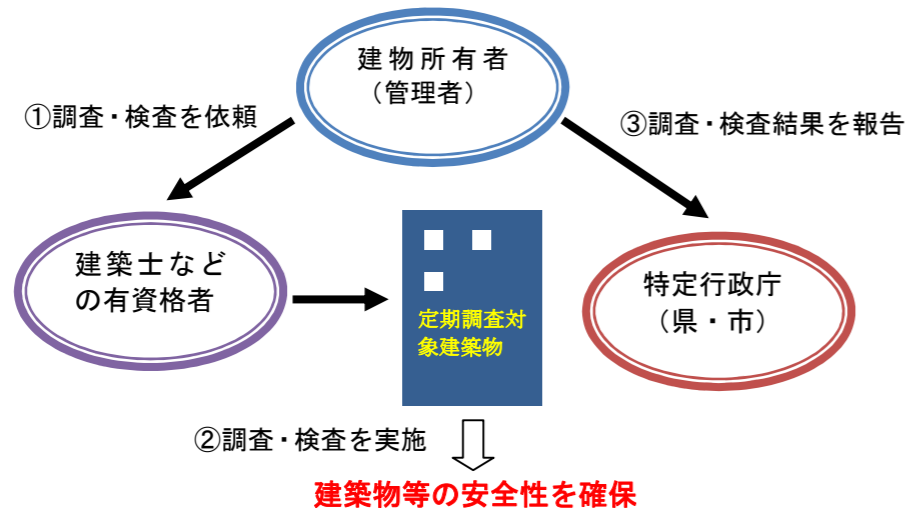 建物所有者
（管理者）
①調査・検査を依頼
③調査・検査結果を報告
建築士など
の有資格者
定期調査対
象建築物
特定行政庁
（県・市）
②調査・検査を実施
建築物等の安全性を確保